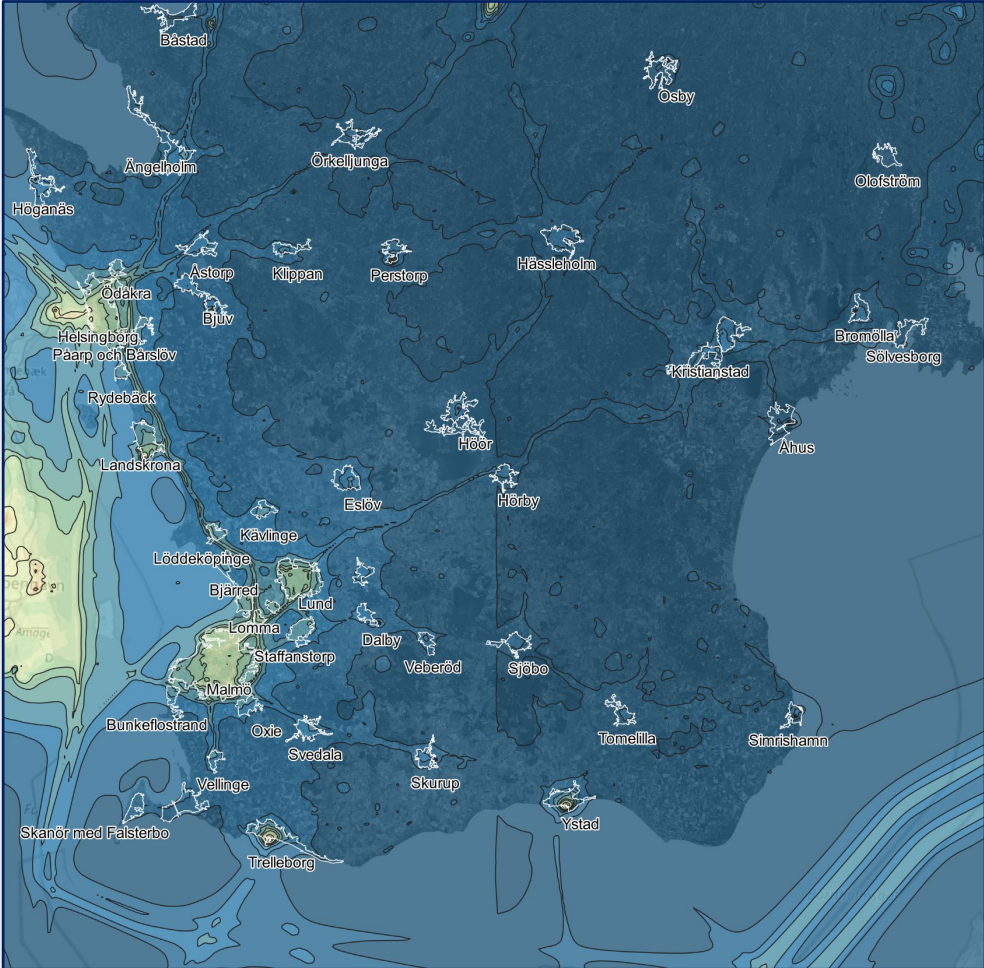 Båstad
Osby
Örkelljunga
Ängelholm
Olofström
Höganäs
Hässleholm
Åstorp
Klippan
Perstorp
Ödåkra
Bjuv
Helsingborg
Bromölla
Påarp och Bårslöv
Sölvesborg
Kristianstad
Rydebäck
Höör
Åhus
Landskrona
Hörby
Eslöv
Kävlinge
Löddeköpinge
Bjärred
Lund
Lomma
Dalby
Staffanstorp
Veberöd
Sjöbo
Malmö
Bunkeflostrand
Oxie
Tomelilla
Simrishamn
Svedala
Vellinge
Skurup
Ystad
Skanör med Falsterbo
Trelleborg